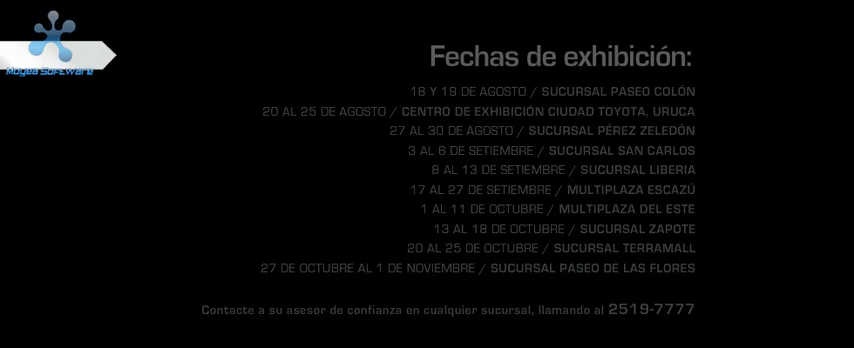 Moyea Software
Fechas de exhibición:
18 Y 19 DE AGOSTO / SUCURSAL PASEO COLÓN
20 AL 25 DE AGOSTO / CENTRO DE EXHIBICIÓN CIUDAD TOYOTA, URUCA
27 AL 30 DE AGOSTO / SUCURSAL PÉREZ ZELEDÓN
3 AL 6 DE SETIEMBRE / SUCURSAL SAN CARLOS
8 AL 13 DE SETIEMBRE / SUCURSAL LIBERIA
17 AL 27 DE SETIEMBRE / MULTIPLAZA ESCAZÚ
1 AL 11 DE OCTUBRE / MULTIPLAZA DEL ESTE
13 AL 18 DE OCTUBRE / SUCURSAL ZAPOTE
20 AL 25 DE OCTUBRE / SUCURSAL TERRAMALL
27 DE OCTUBRE AL 1 DE NOVIEMBRE / SUCURSAL PASEO DE LAS FLORES
Contacte a su asesor de confianza en cualquier sucursal, llamando al 2519-7777